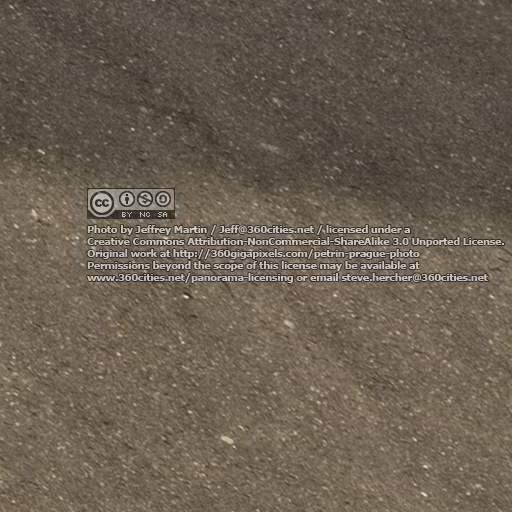 cc
BY NC SA
Photo by Jeffrey Martin / Jeff@360cities.net / licensed under a
Creative Commons Attribution-NonCommercial-ShareAlike 3.0 Unported License.
Original work at http://360gigapixels.com/petrin-prague-photo
Permissions beyond the scope of this license may be available at
www.360cities.net/panorama-licensing or email steve.hercher@360cities.net